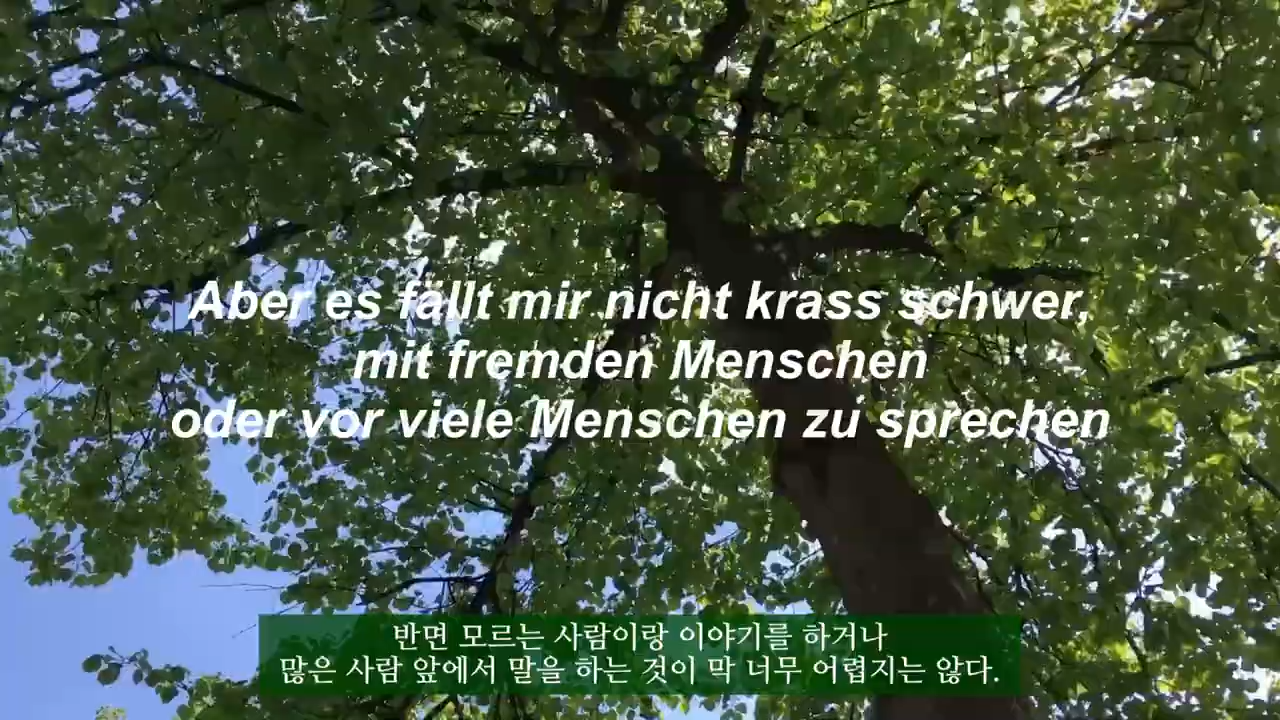 Aber es fällt mir nicht krass schwer,
mit fremden Menschen
oder vor viele Menschen zu sprechen
반면 모르는 사람이랑 이야기를 하거나
많은 사람 앞에서 말을 하는 것이 막 너무 어렵지는 않다.